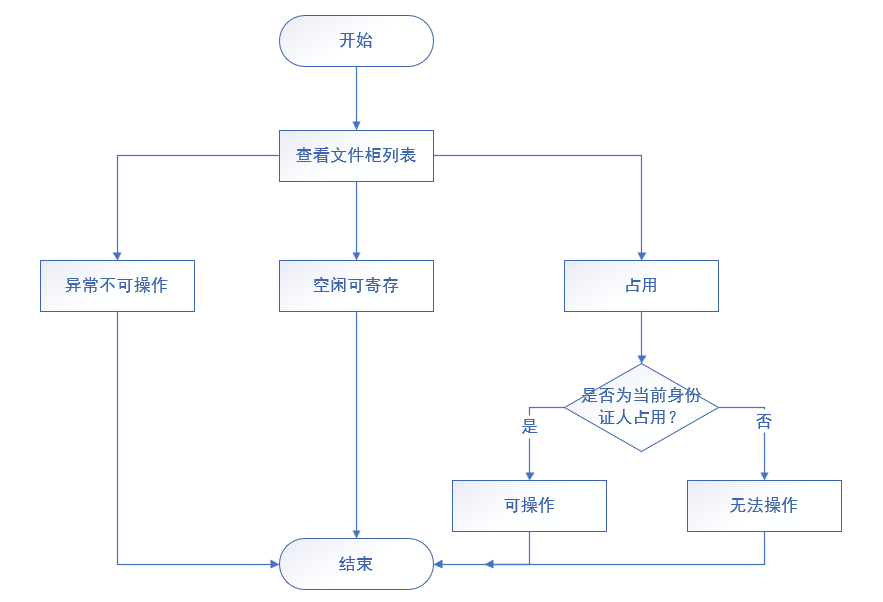 开始
查看文件柜列表
异常不可操作
空闲可寄存
占用
是否为当前身份
证人占用？
是
否
可操作
无法操作
结束